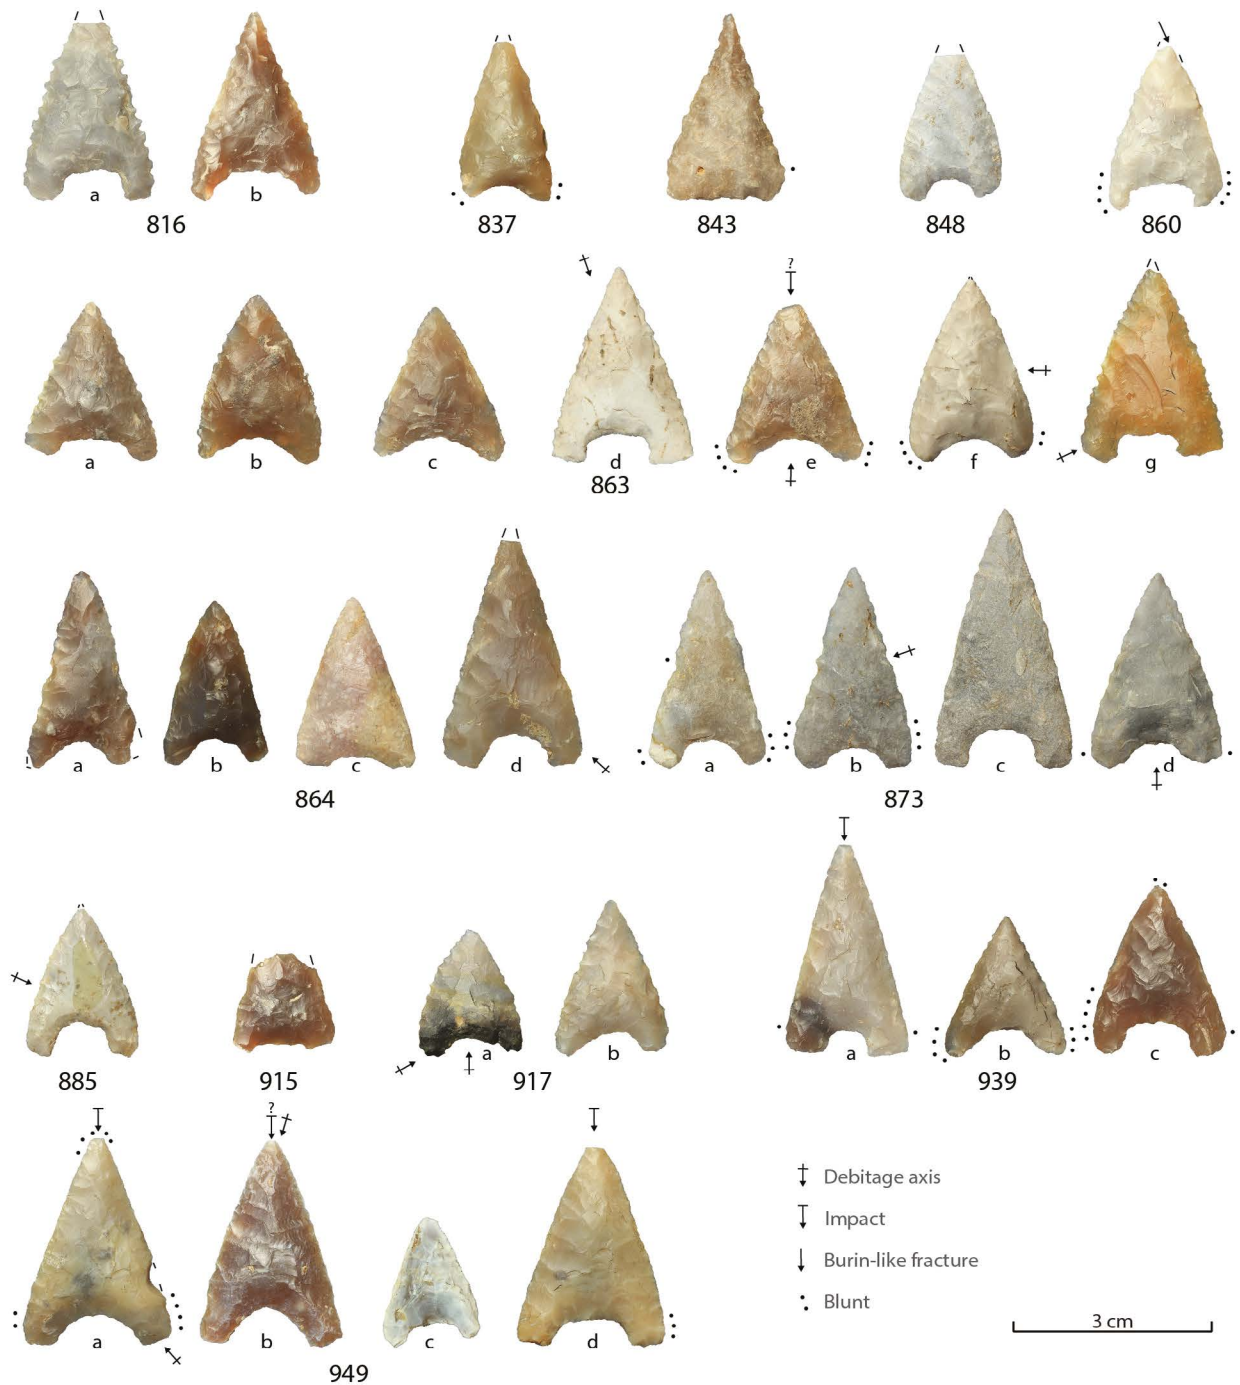 a b
816 837 843 848 860
?
a b c d e f g
863
a b c d a b c d
864 873
a b a b c
885 915 917 939
?
a b c d
949
Debitage axis
Impact
Burin-like fracture
Blunt
3 cm